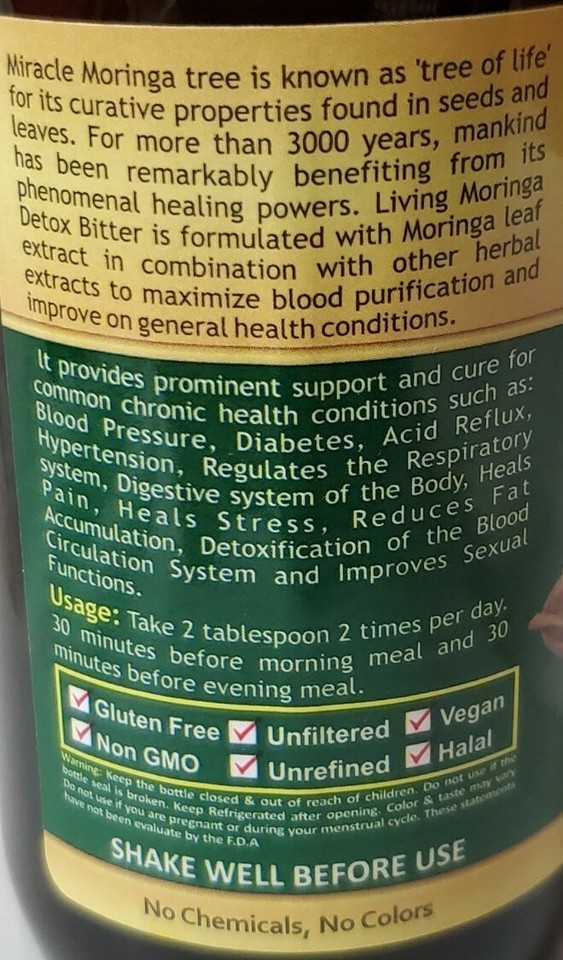 Miracle Moringa tree is known as 'tree of life'
for its curative properties found in seeds and
leaves. For more than 3000 years, mankind
has been remarkably benefiting from its
phenomenal healing powers. Living Moringa
Detox Bitter is formulated with Moringa leaf
extract in combination with other herbal
extracts to maximize blood purification and
improve on general health conditions.
It provides prominent support and cure for
common chronic health conditions such as:
Blood Pressure, Diabetes, Acid Reflux,
Hypertension, Regulates the Respiratory
system, Digestive system of the Body, Heals
Pain, Heals Stress, Reduces Fat
Accumulation, Detoxification of the Blood
Circulation System and Improves Sexual
Functions.
Usage: Take 2 tablespoon 2 times per day.
30 minutes before morning meal and 30
minutes before evening meal.
Gluten Free Unfiltered Vegan
Non GMO Unrefined Halal
Warning: Keep the bottle closed & out of reach of children. Do not use if the
bottle seal is broken. Keep Refrigerated after opening. Color & taste may vary
Do not use if you are pregnant or during your menstrual cycle. These statements
have not been evaluate by the F.D.A
SHAKE WELL BEFORE USE
No Chemicals, No Colors